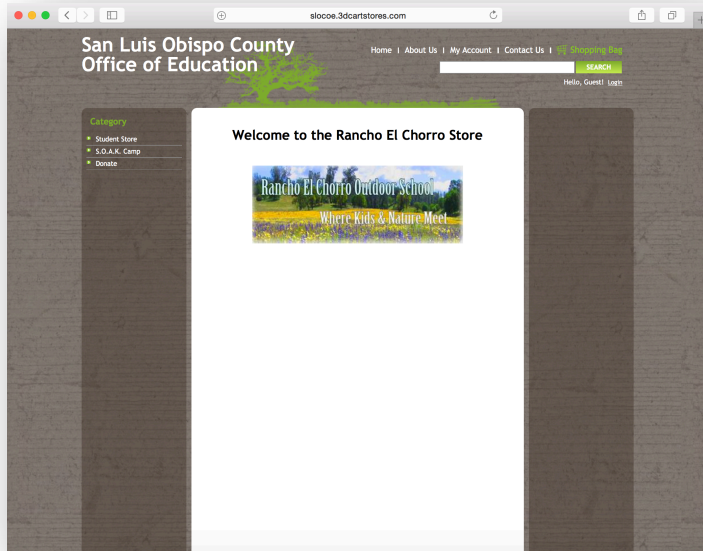 slocoe.3dcartstores.com
San Luis Obispo County
Office of Education
Home | About Us | My Account | Contact Us | Shopping Bag
SEARCH
Hello, Guest! Login
Category
Student Store
S.O.A.K. Camp
Donate
Welcome to the Rancho El Chorro Store
Rancho El Chorro Outdoor School
Where Kids & Nature Meet